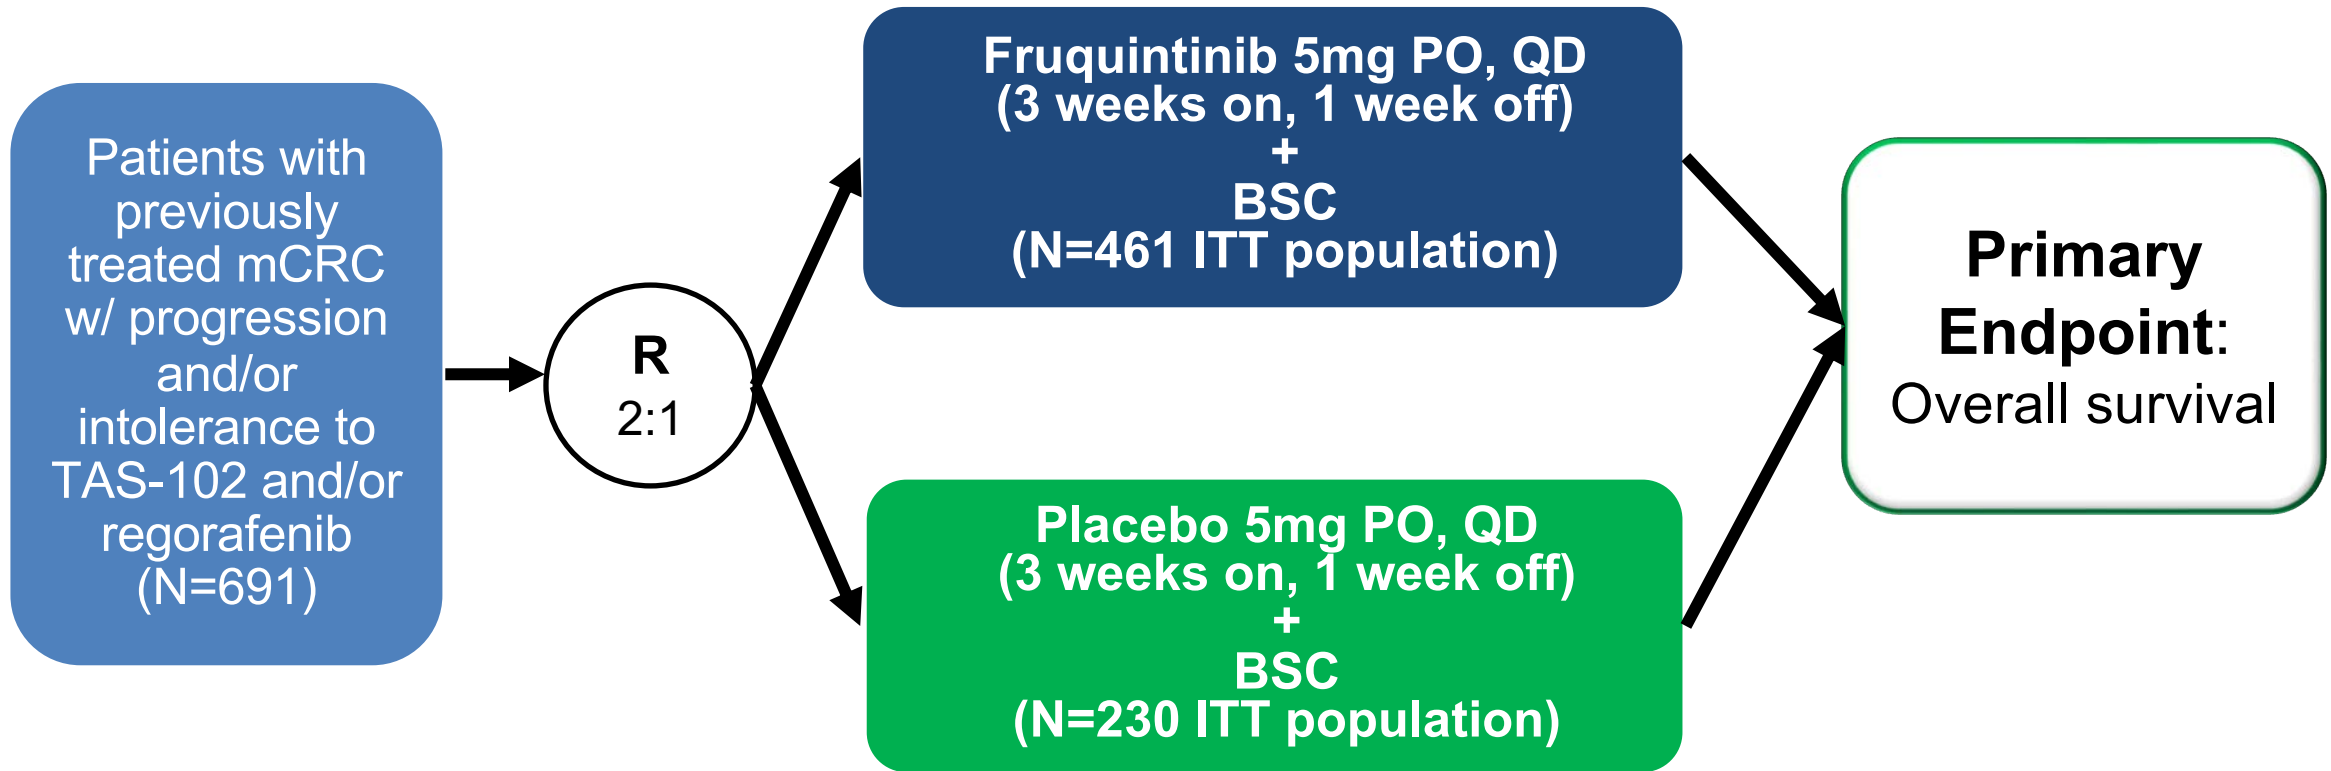 Patients with
previously
treated mCRC
w/ progression
and/or
intolerance to
TAS-102 and/or
regorafenib
(N=691)
R
2:1
Fruquintinib 5mg PO, QD
(3 weeks on, 1 week off)
+
BSC
(N=461 ITT population)
Placebo 5mg PO, QD
(3 weeks on, 1 week off)
+
BSC
(N=230 ITT population)
Primary
Endpoint:
Overall survival